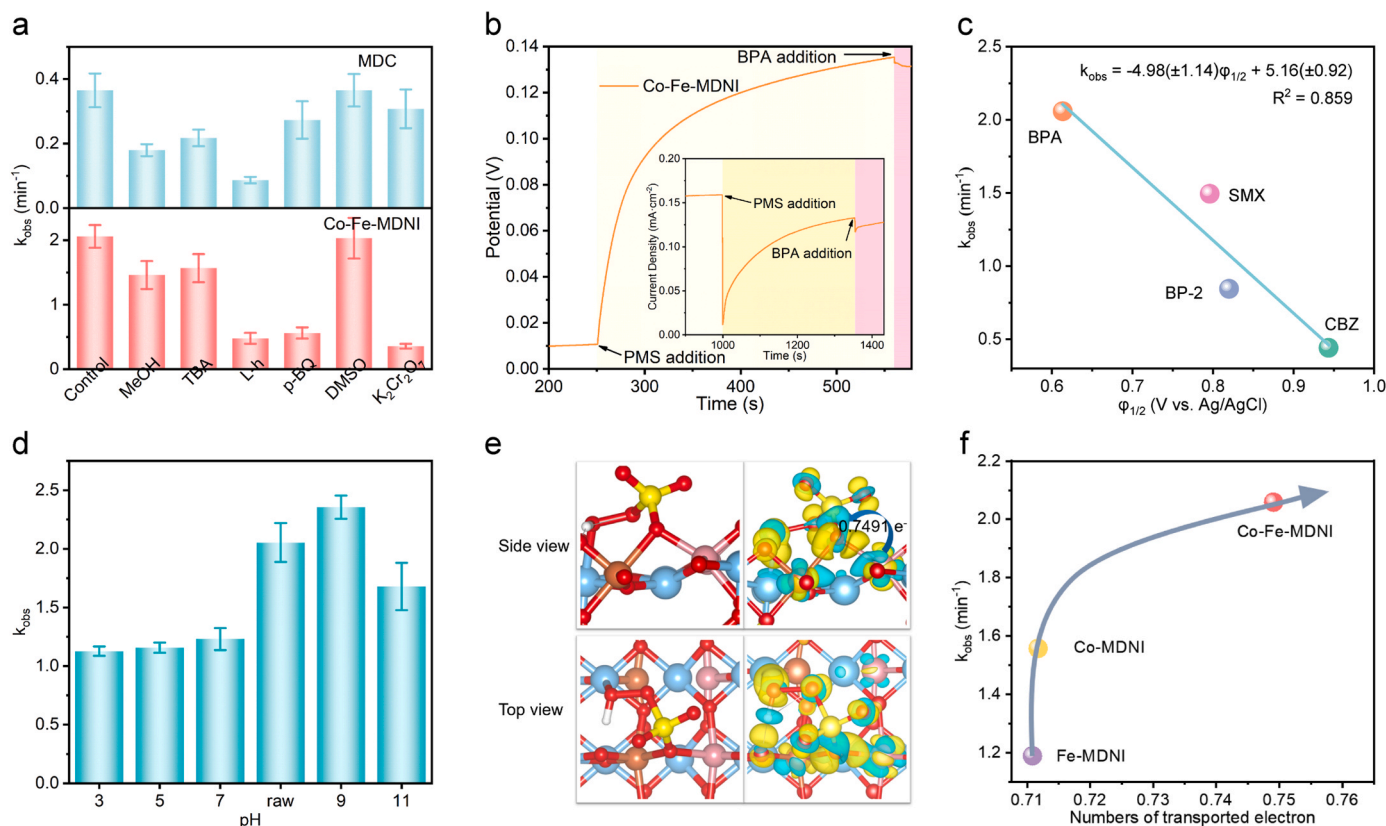 a
MDC
0.4
0.2
0.0
k_obs (min⁻¹)
Co-Fe-MDNI
2
1
0
Control
MeOH
TBA
L-h
p-BQ
DMSO
K₂Cr₂O₇
b
0.14
0.12
0.10
0.08
0.06
0.04
0.02
0.00
Potential (V)
BPA addition
Co-Fe-MDNI
PMS addition
200
300
400
500
Time (s)
0.20
0.15
0.10
0.05
0.00
Current Density (mA·cm⁻²)
PMS addition
BPA addition
900
1000
1200
1400
Time (s)
c
2.5
2.0
1.5
1.0
0.5
k_obs (min⁻¹)
k_obs = -4.98(±1.14)φ₁/₂ + 5.16(±0.92)
R² = 0.859
BPA
SMX
BP-2
CBZ
0.6
0.7
0.8
0.9
1.0
φ₁/₂ (V vs. Ag/AgCl)
d
2.5
2.0
1.5
1.0
0.5
0.0
k_obs
3
5
7
raw
9
11
pH
e
Side view
0.7491 e⁻
Top view
f
2.2
2.0
1.8
1.6
1.4
1.2
k_obs (min⁻¹)
Co-Fe-MDNI
Co-MDNI
Fe-MDNI
0.71
0.72
0.73
0.74
0.75
0.76
Numbers of transported electron